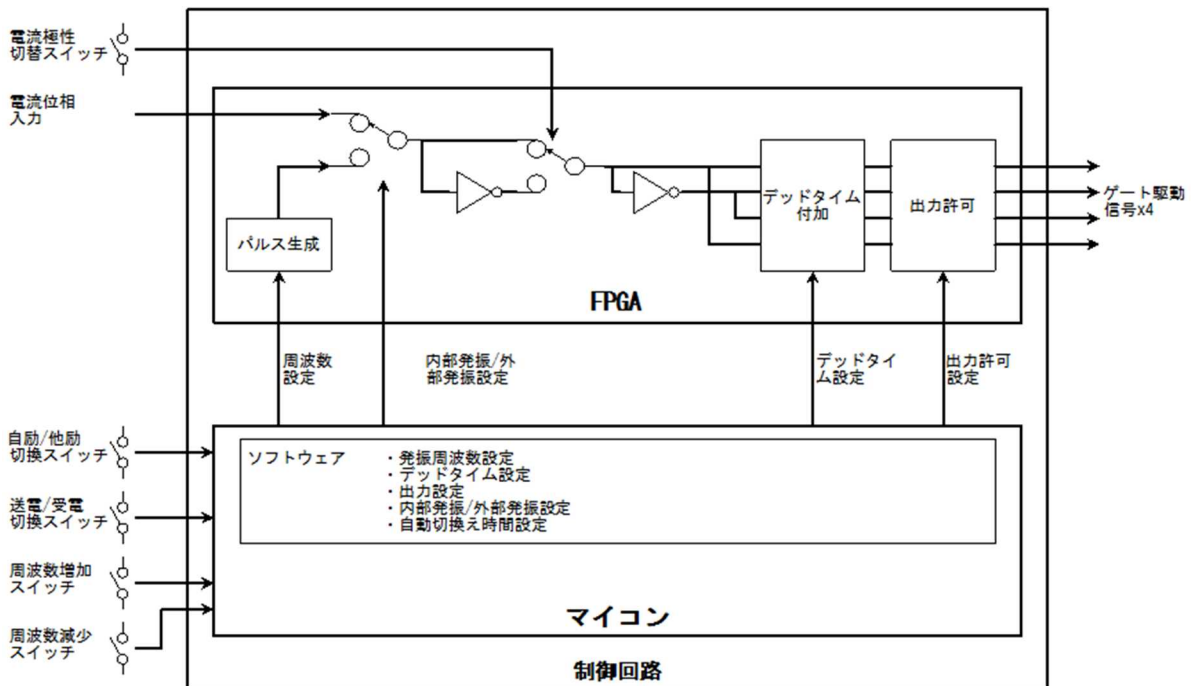 電流極性
切替スイッチ
電流位相
入力
パルス生成
デッドタイム
付加
出力許可
ゲート駆動
信号x4
FPGA
周波数
設定
内部発振/外
部発振設定
デッドタイ
ム設定
出力許可
設定
自励/他励
切換スイッチ
送電/受電
切換スイッチ
周波数増加
スイッチ
周波数減少
スイッチ
ソフトウェア
・発振周波数設定
・デッドタイム設定
・出力設定
・内部発振/外部発振設定
・自動切換え時間設定
マイコン
制御回路